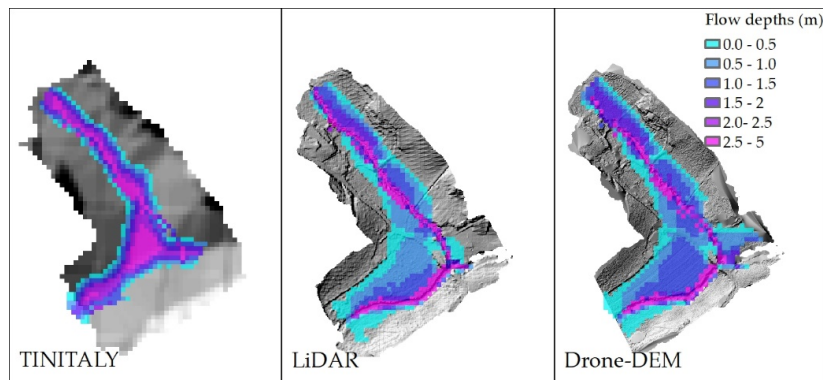 Flow depths (m)
0.0 - 0.5
0.5 - 1.0
1.0 - 1.5
1.5 - 2
2.0- 2.5
2.5 - 5
TINITALY
LiDAR
Drone-DEM